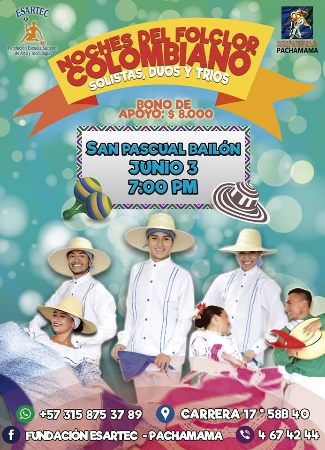 ESARTEC
Fundación Escuela Superior
de Arte y Tecnología
PACHAMAMA
NOCHES DEL FOLCLOR
COLOMBIANO
SOLISTAS, DUOS Y TRIOS
BONO DE
APOYO: $ 8.000
SAN PASCUAL BAILÓN
JUNIO 3
7:00 PM
+57 315 875 37 89
CARRERA 17 * 58B 40
FUNDACIÓN ESARTEC - PACHAMAMA
4 67 42 44